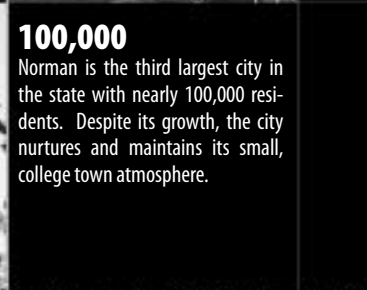 100,000
Norman is the third largest city in
the state with nearly 100,000 resi-
dents.  Despite its growth, the city
nurtures and maintains its small,
college town atmosphere.